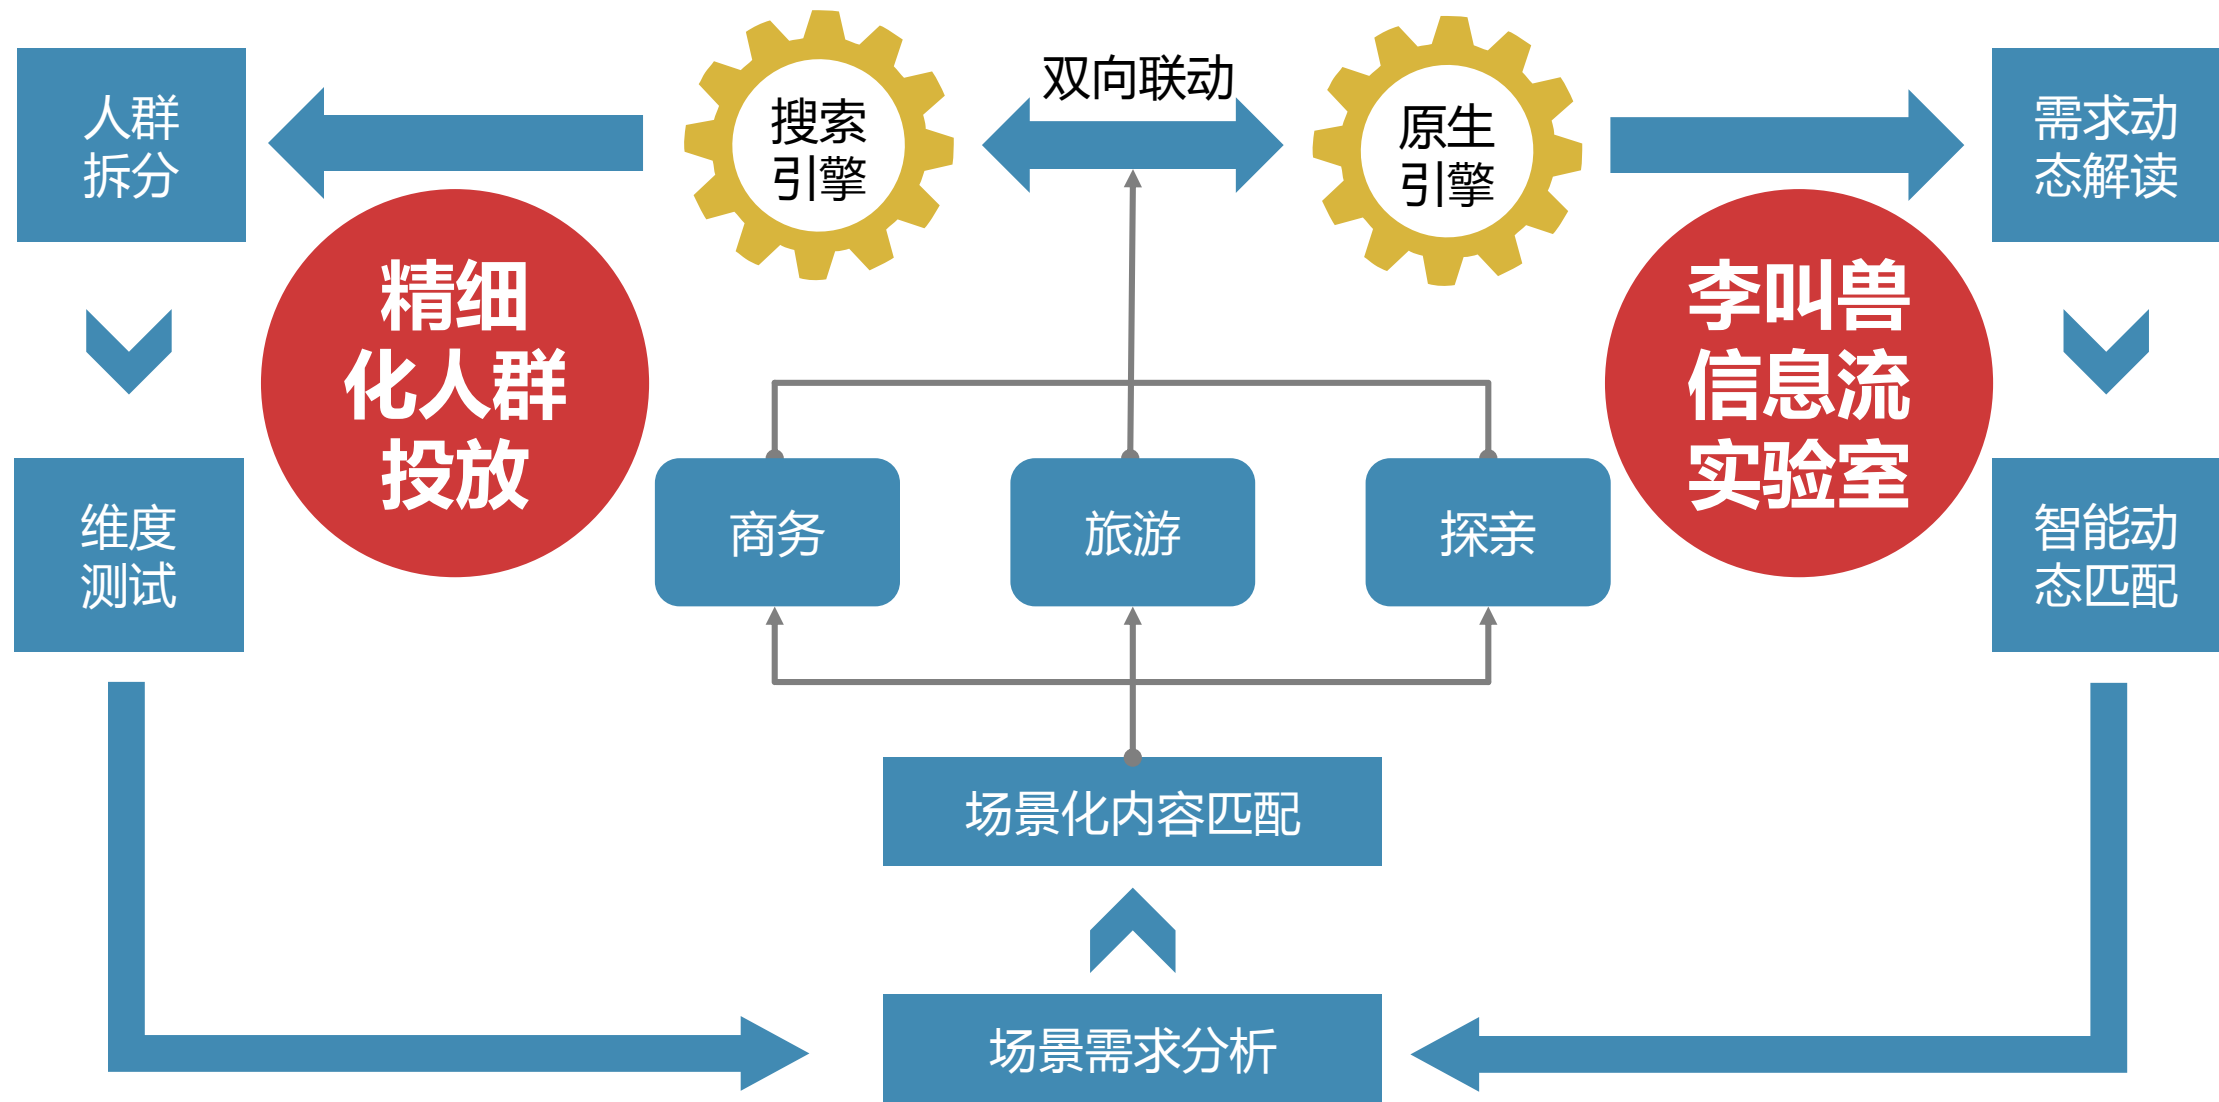 人群
拆分
搜索
引擎
双向联动
原生
引擎
需求动
态解读
精细
化人群
投放
李叫兽
信息流
实验室
维度
测试
商务
旅游
探亲
智能动
态匹配
场景化内容匹配
场景需求分析